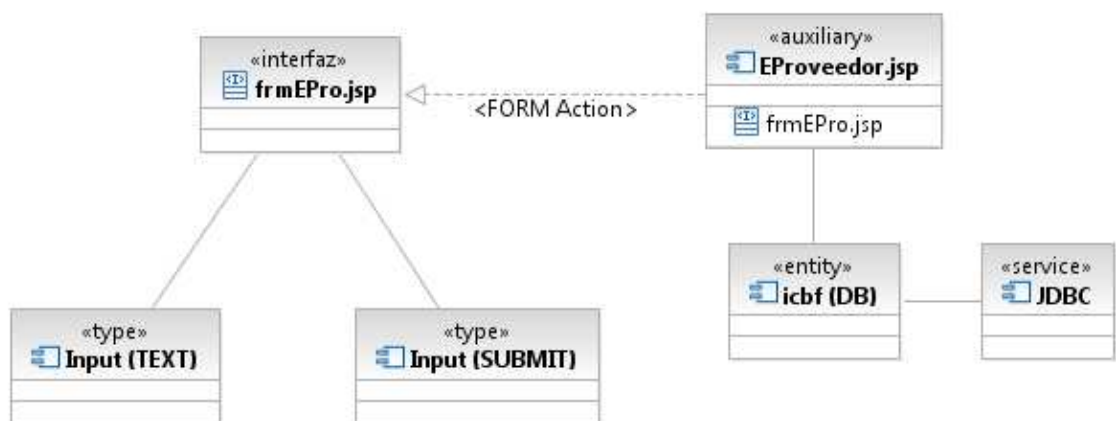 «interfaz»
frmEPro.jsp
«auxiliary»
EProveedor.jsp
frmEPro.jsp
<FORM Action>
«entity»
icbf (DB)
«service»
JDBC
«type»
Input (TEXT)
«type»
Input (SUBMIT)